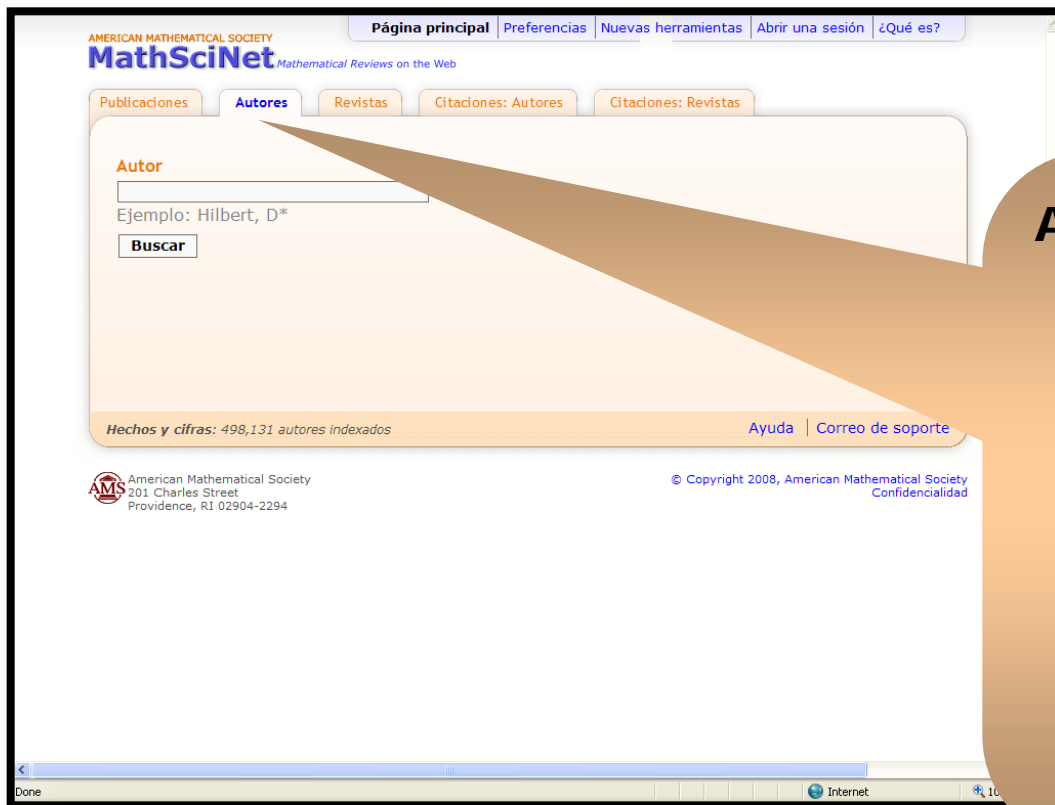 Página principal | Preferencias | Nuevas herramientas | Abrir una sesión | ¿Qué es?
AMERICAN MATHEMATICAL SOCIETY
MathSciNet Mathematical Reviews on the Web
Publicaciones Autores Revistas Citaciones: Autores Citaciones: Revistas
Autor
Ejemplo: Hilbert, D*
Buscar
A
Hechos y cifras: 498,131 autores indexados
Ayuda | Correo de soporte
AMS
American Mathematical Society
201 Charles Street
Providence, RI 02904-2294
© Copyright 2008, American Mathematical Society
Confidencialidad
Done
Internet